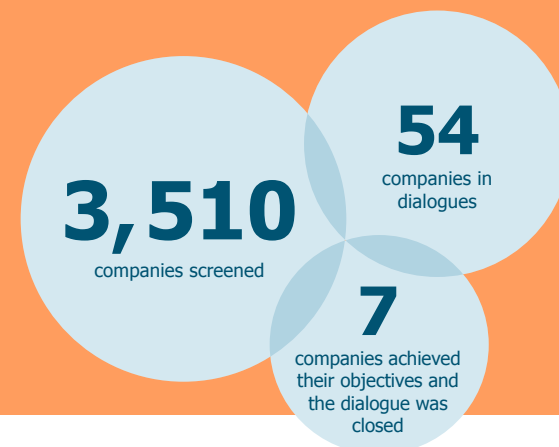 3,510
companies screened
54
companies in
dialogues
7
companies achieved
their objectives and
the dialogue was
closed